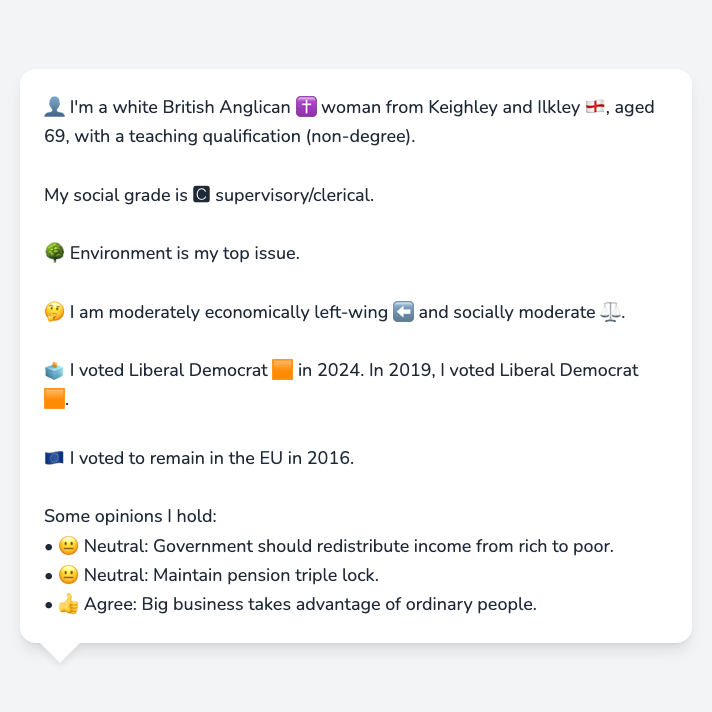 👤 I'm a white British Anglican ✝️ woman from Keighley and Ilkley 🏴󠁧󠁢󠁥󠁮󠁧󠁿, aged
69, with a teaching qualification (non-degree).
My social grade is 🅲 supervisory/clerical.
🌳 Environment is my top issue.
🤔 I am moderately economically left-wing ⬅️ and socially moderate ⚖️.
🗳️ I voted Liberal Democrat 🟧 in 2024. In 2019, I voted Liberal Democrat
🟧.
🇪🇺 I voted to remain in the EU in 2016.
Some opinions I hold:
• 😐 Neutral: Government should redistribute income from rich to poor.
• 😐 Neutral: Maintain pension triple lock.
• 👍 Agree: Big business takes advantage of ordinary people.